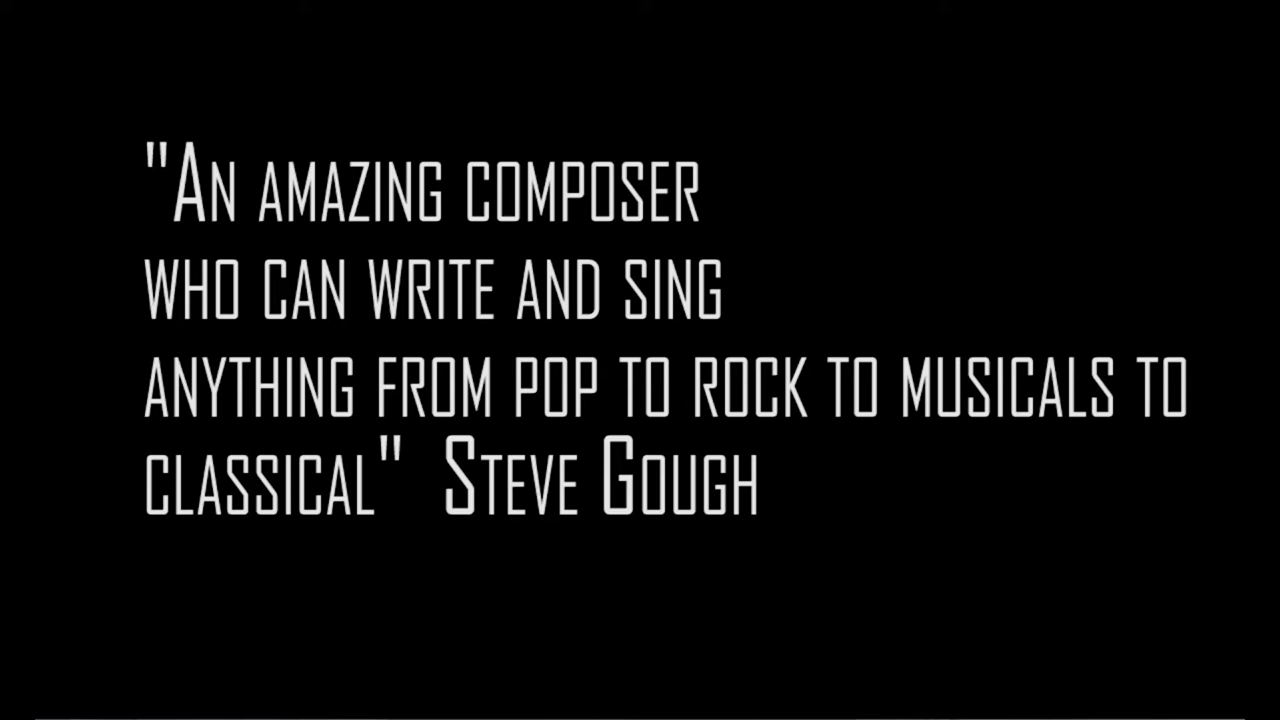 "An amazing composer
who can write and sing
anything from pop to rock to musicals to
classical"  Steve Gough